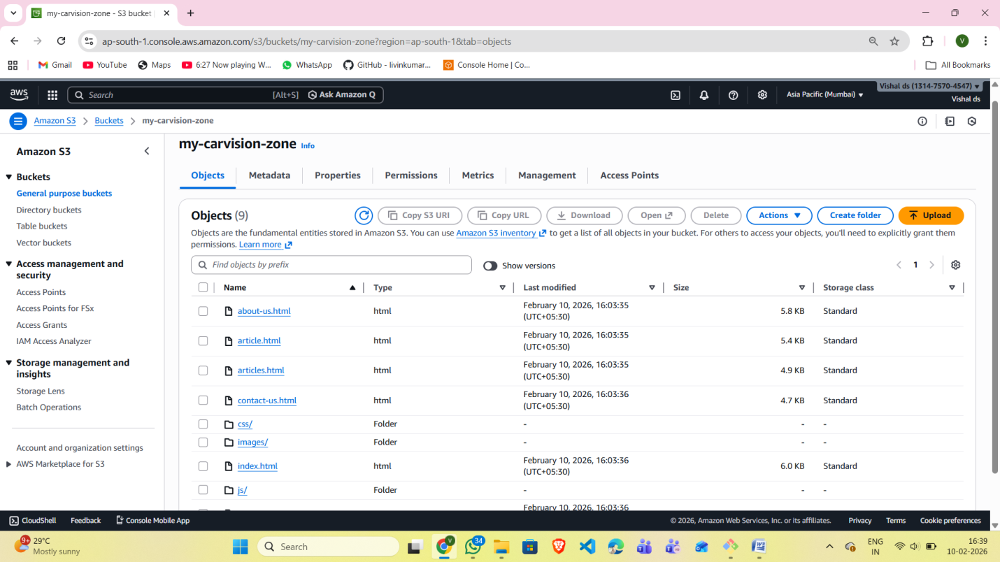 my-carvision-zone - S3 bucket
ap-south-1.console.aws.amazon.com/s3/buckets/my-carvision-zone?region=ap-south-1&tab=objects
V
Gmail
YouTube
Maps
6:27 Now playing W...
WhatsApp
GitHub - livinkumar...
Console Home | Co...
All Bookmarks
aws
Search
[Alt+S]
Ask Amazon Q
Asia Pacific (Mumbai)
Vishal ds (1314-7570-4547)
Vishal ds
Amazon S3
Buckets
my-carvision-zone
Amazon S3
Buckets
General purpose buckets
Directory buckets
Table buckets
Vector buckets
Access management and
security
Access Points
Access Points for FSx
Access Grants
IAM Access Analyzer
Storage management and
insights
Storage Lens
Batch Operations
Account and organization settings
AWS Marketplace for S3
my-carvision-zone Info
Objects
Metadata
Properties
Permissions
Metrics
Management
Access Points
Objects (9)
Copy S3 URI
Copy URL
Download
Open
Delete
Actions
Create folder
Upload
Objects are the fundamental entities stored in Amazon S3. You can use Amazon S3 inventory to get a list of all objects in your bucket. For others to access your objects, you'll need to explicitly grant them
permissions. Learn more
Find objects by prefix
Show versions
1
Name Type Last modified Size Storage class
about-us.html html February 10, 2026, 16:03:35 (UTC+05:30) 5.8 KB Standard
article.html html February 10, 2026, 16:03:35 (UTC+05:30) 5.4 KB Standard
articles.html html February 10, 2026, 16:03:35 (UTC+05:30) 4.9 KB Standard
contact-us.html html February 10, 2026, 16:03:36 (UTC+05:30) 4.7 KB Standard
css/ Folder - - -
images/ Folder - - -
index.html html February 10, 2026, 16:03:36 (UTC+05:30) 6.0 KB Standard
js/ Folder - - -
February 10, 2026, 16:03:36
CloudShell
Feedback
Console Mobile App
© 2026, Amazon Web Services, Inc. or its affiliates.
Privacy
Terms
Cookie preferences
9+
29°C
Mostly sunny
Search
V
34
ENG
IN
16:39
10-02-2026